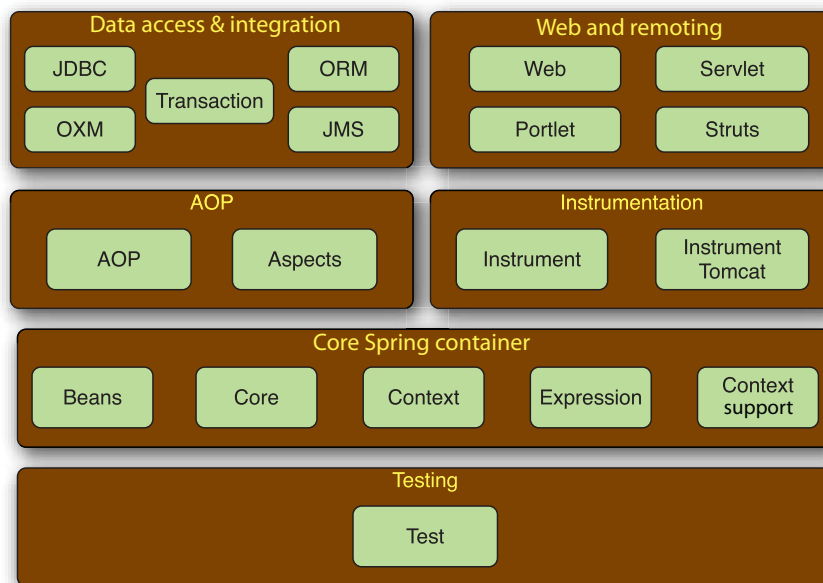 Data access & integration
JDBC
Transaction
ORM
OXM
JMS
Web and remoting
Web
Servlet
Portlet
Struts
AOP
AOP
Aspects
Instrumentation
Instrument
Instrument
Tomcat
Core Spring container
Beans
Core
Context
Expression
Context
support
Testing
Test